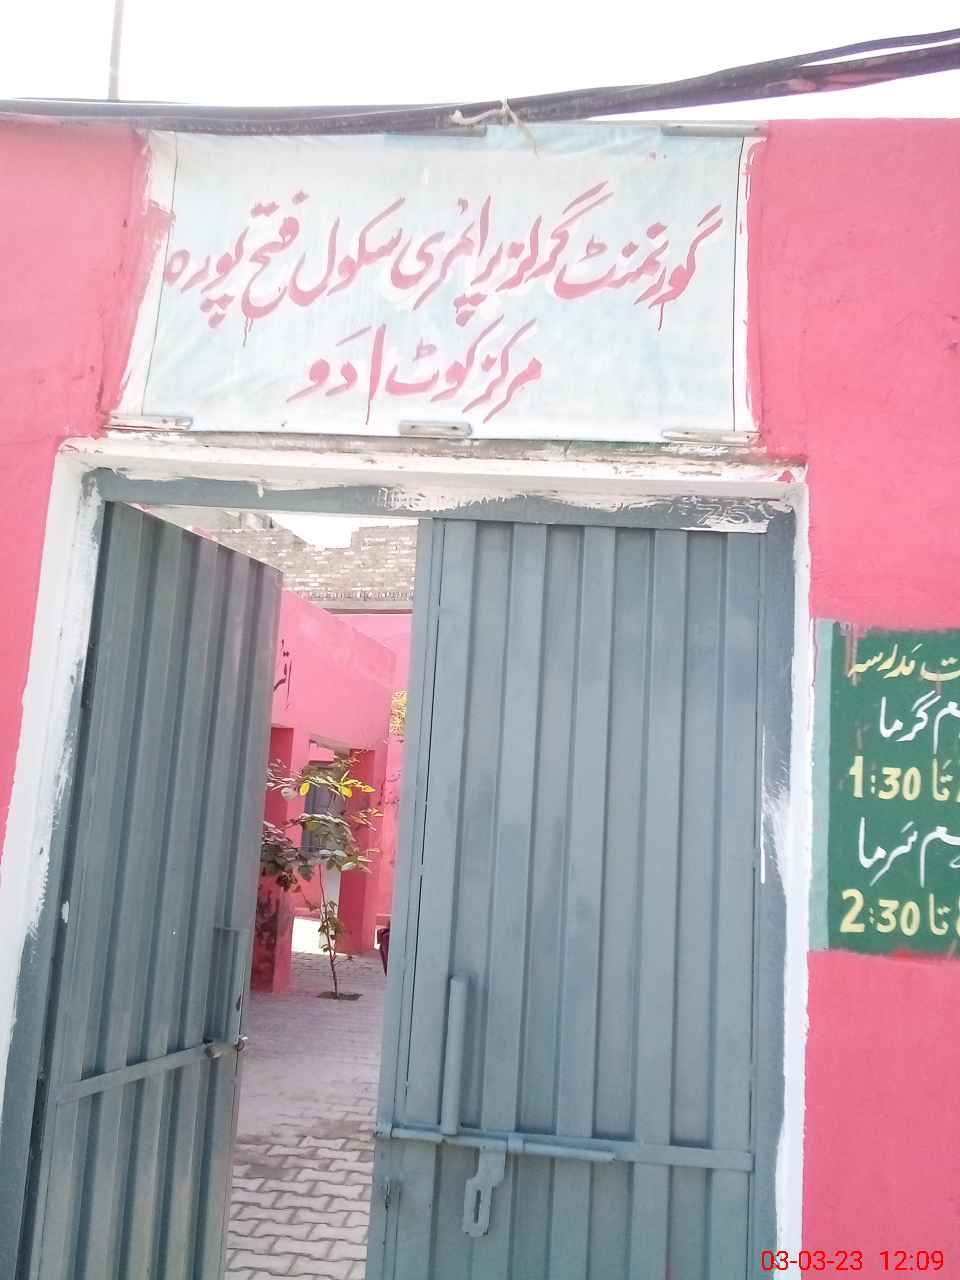 گورنمنٹ گرلز پرائمری سکول فتح پورہ
مرکز کوٹ ادو
مدرسہ
گرما
تا 1:30
سرما
تا 2:30
03-03-23 12:09